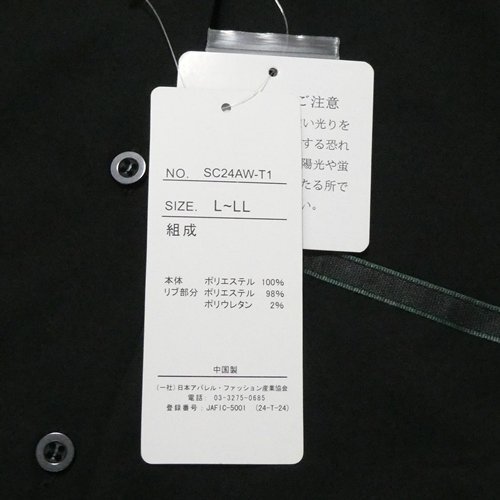 NO. SC24AW-T1
SIZE. L~LL
組成
本体 ポリエステル 100%
リブ部分 ポリエステル 98%
ポリウレタン 2%
中国製
(一社)日本アパレル・ファッション産業協会
電話: 03-3275-0685
登録番号: JAFIC-5001 (24-T-24)
ご注意
い光りを
する恐れ
陽光や蛍
たる所で
い。